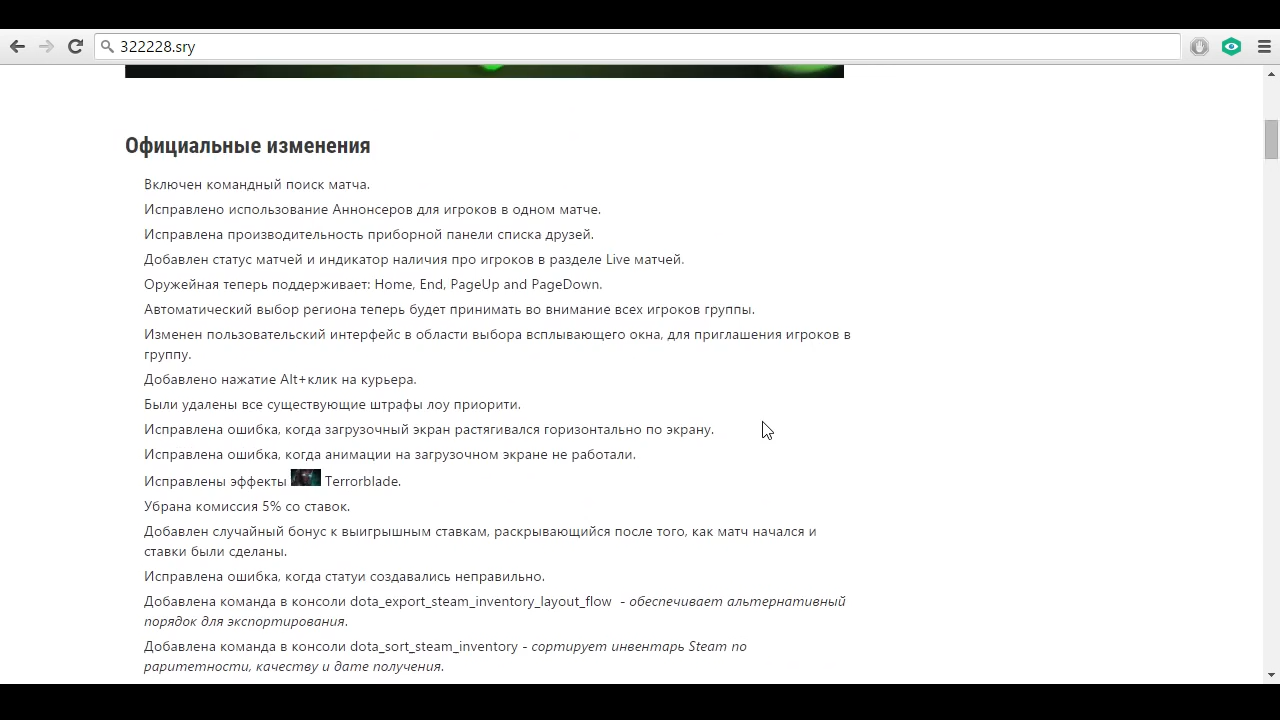 322228.sry
Официальные изменения
Включен командный поиск матча.
Исправлено использование Аннонсеров для игроков в одном матче.
Исправлена производительность приборной панели списка друзей.
Добавлен статус матчей и индикатор наличия про игроков в разделе Live матчей.
Оружейная теперь поддерживает: Home, End, PageUp and PageDown.
Автоматический выбор региона теперь будет принимать во внимание всех игроков группы.
Изменен пользовательский интерфейс в области выбора всплывающего окна, для приглашения игроков в
группу.
Добавлено нажатие Alt+клик на курьера.
Были удалены все существующие штрафы лоу приорити.
Исправлена ошибка, когда загрузочный экран растягивался горизонтально по экрану.
Исправлена ошибка, когда анимации на загрузочном экране не работали.
Исправлены эффекты Terrorblade.
Убрана комиссия 5% со ставок.
Добавлен случайный бонус к выигрышным ставкам, раскрывающийся после того, как матч начался и
ставки были сделаны.
Исправлена ошибка, когда статуи создавались неправильно.
Добавлена команда в консоли dota_export_steam_inventory_layout_flow - обеспечивает альтернативный
порядок для экспортирования.
Добавлена команда в консоли dota_sort_steam_inventory - сортирует инвентарь Steam по
раритетности, качеству и дате получения.